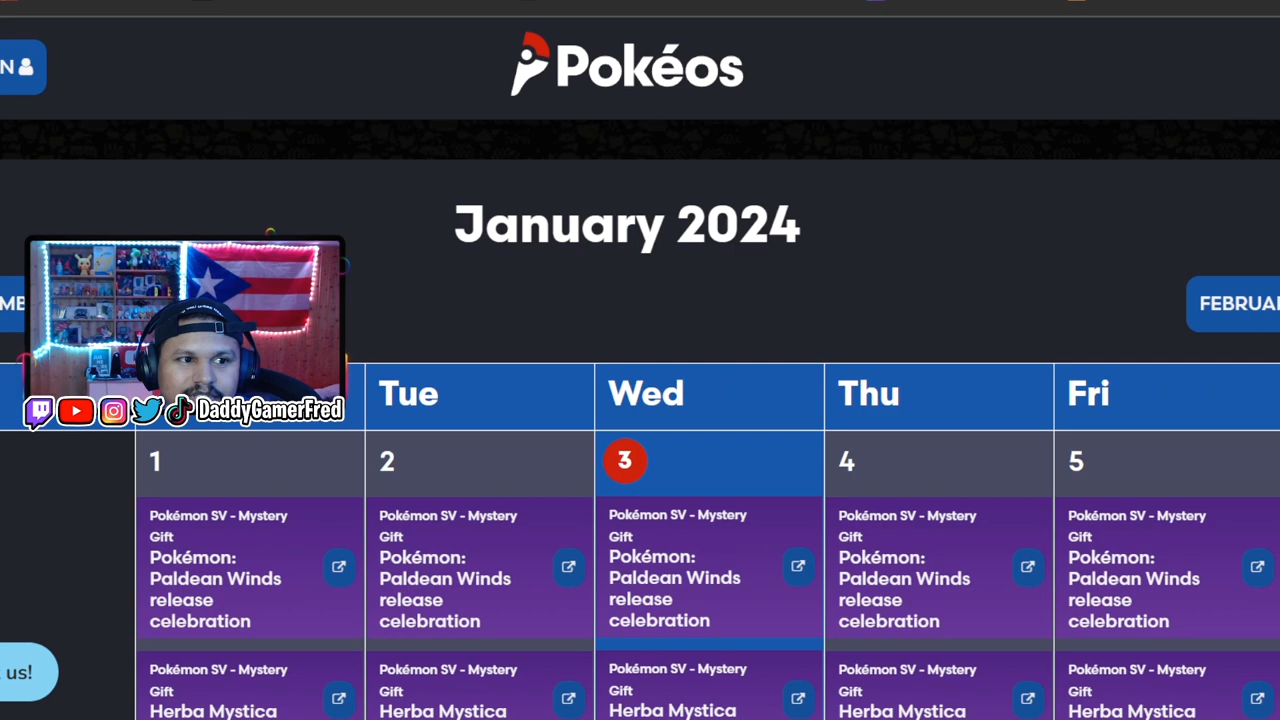 N
Pokéos
January 2024
MB
FEBRUAR
DaddyGamerFred
Tue
Wed
Thu
Fri
1
2
3
4
5
Pokémon SV - Mystery
Gift
Pokémon:
Paldean Winds
release
celebration
Pokémon SV - Mystery
Gift
Pokémon:
Paldean Winds
release
celebration
Pokémon SV - Mystery
Gift
Pokémon:
Paldean Winds
release
celebration
Pokémon SV - Mystery
Gift
Pokémon:
Paldean Winds
release
celebration
Pokémon SV - Mystery
Gift
Pokémon:
Paldean Winds
release
celebration
us!
Pokémon SV - Mystery
Gift
Herba Mystica
Pokémon SV - Mystery
Gift
Herba Mystica
Pokémon SV - Mystery
Gift
Herba Mystica
Pokémon SV - Mystery
Gift
Herba Mystica
Pokémon SV - Mystery
Gift
Herba Mystica